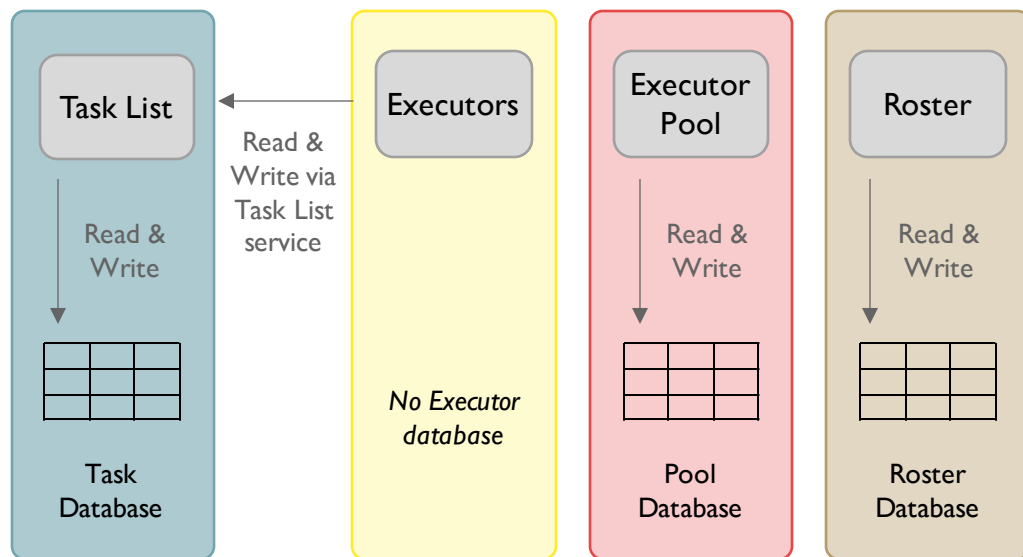 Task List
Read &
Write
Task
Database
Read &
Write via
Task List
service
Executors
No Executor
database
Executor
Pool
Read &
Write
Pool
Database
Roster
Read &
Write
Roster
Database